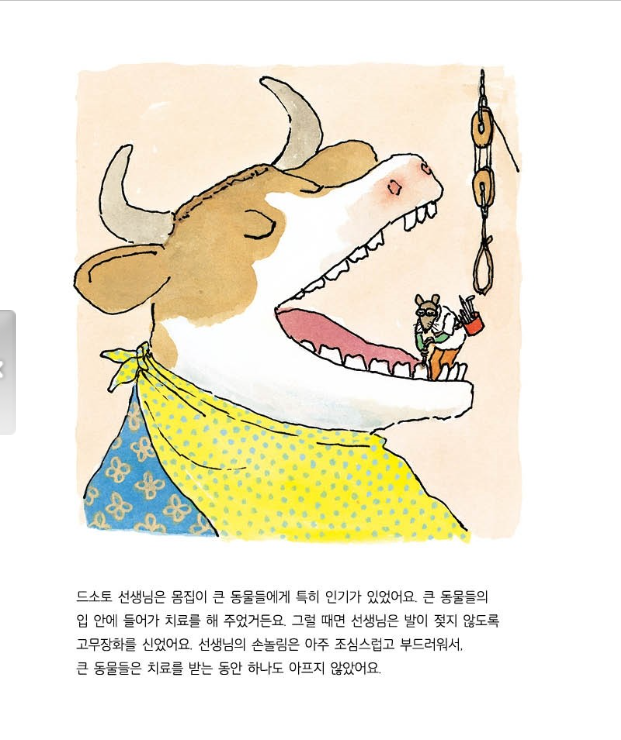 드소토 선생님은 몸집이 큰 동물들에게 특히 인기가 있었어요. 큰 동물들의
입 안에 들어가 치료를 해 주었거든요. 그럴 때면 선생님은 발이 젖지 않도록
고무장화를 신었어요. 선생님의 손놀림은 아주 조심스럽고 부드러워서,
큰 동물들은 치료를 받는 동안 하나도 아프지 않았어요.